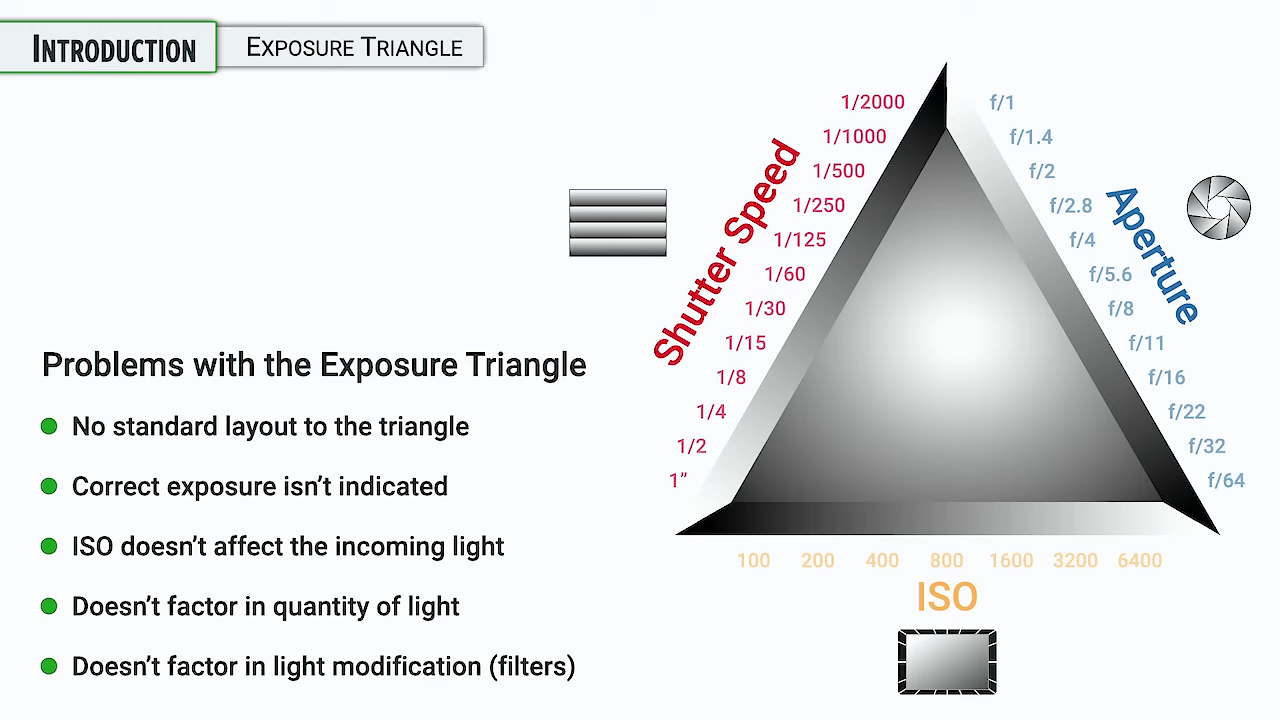 INTRODUCTION
EXPOSURE TRIANGLE
Problems with the Exposure Triangle
No standard layout to the triangle
Correct exposure isn’t indicated
ISO doesn’t affect the incoming light
Doesn’t factor in quantity of light
Doesn’t factor in light modification (filters)
Shutter Speed
1/2000
1/1000
1/500
1/250
1/125
1/60
1/30
1/15
1/8
1/4
1/2
1”
f/1
f/1.4
f/2
f/2.8
f/4
f/5.6
f/8
f/11
f/16
f/22
f/32
f/64
Aperture
100 200 400 800 1600 3200 6400
ISO